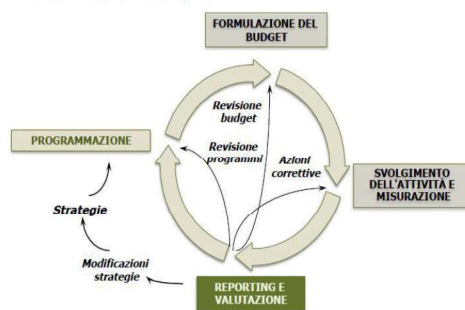 FORMULAZIONE DEL
BUDGET
Revisione
budget
PROGRAMMAZIONE
Revisione
programmi
Azioni
correttive
SVOLGIMENTO
DELL'ATTIVITÀ E
MISURAZIONE
Strategie
Modificazioni
strategie
REPORTING E
VALUTAZIONE